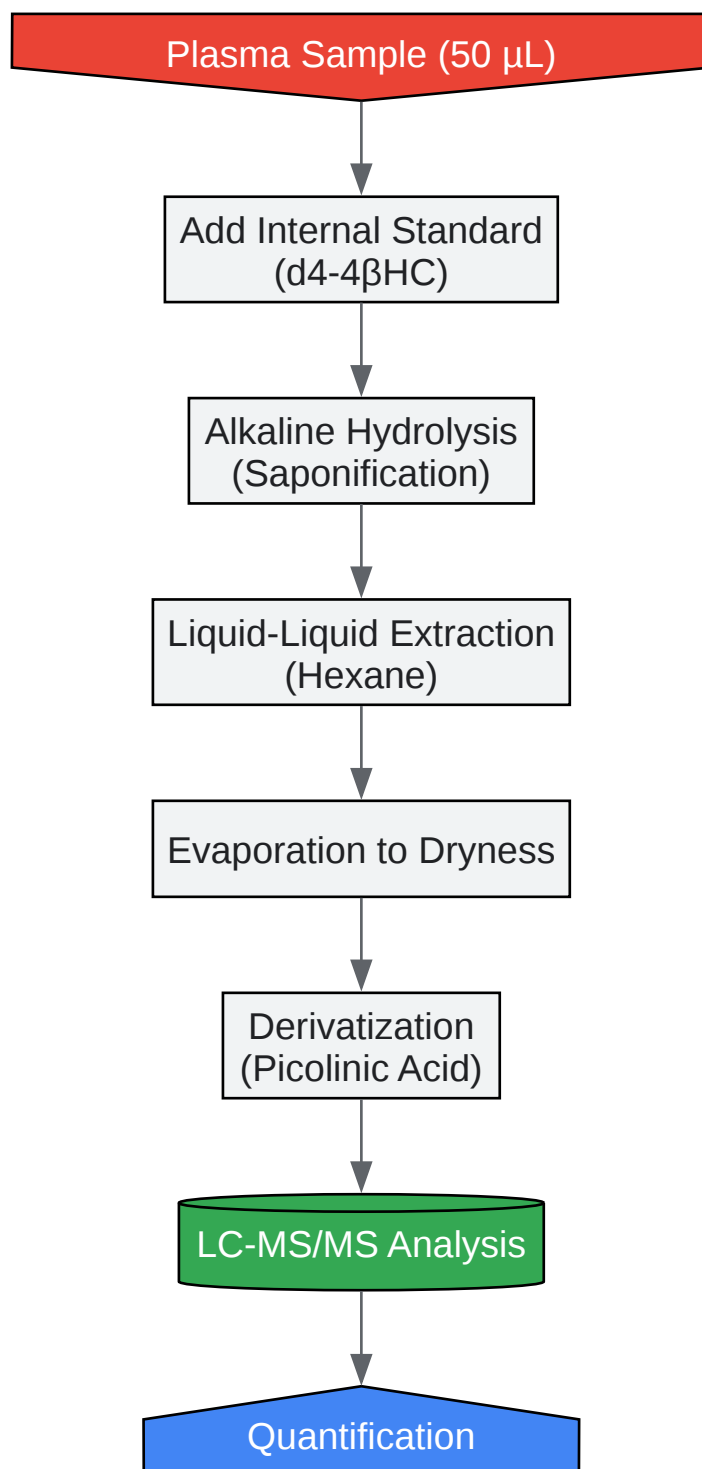 Plasma Sample (50 µL)
Add Internal Standard
(d4-4βHC)
Alkaline Hydrolysis
(Saponification)
Liquid-Liquid Extraction
(Hexane)
Evaporation to Dryness
Derivatization
(Picolinic Acid)
LC-MS/MS Analysis
Quantification